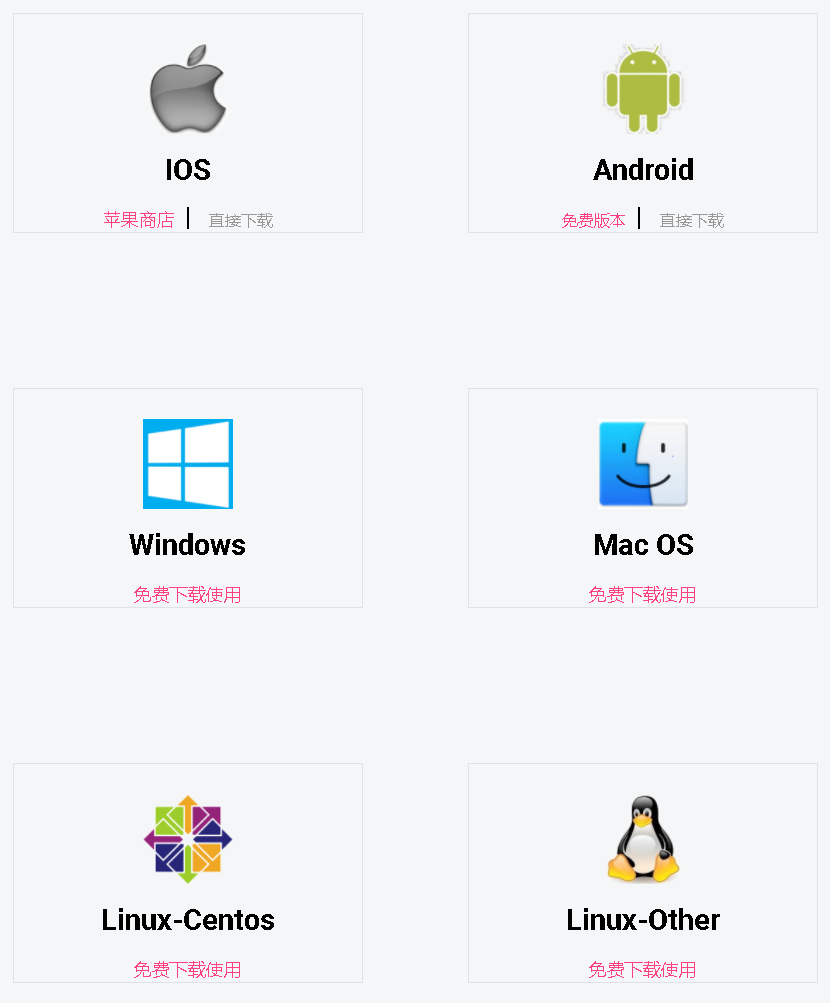 IOS
苹果商店 | 直接下载
Android
免费版本 | 直接下载
Windows
免费下载使用
Mac OS
免费下载使用
Linux-Centos
免费下载使用
Linux-Other
免费下载使用